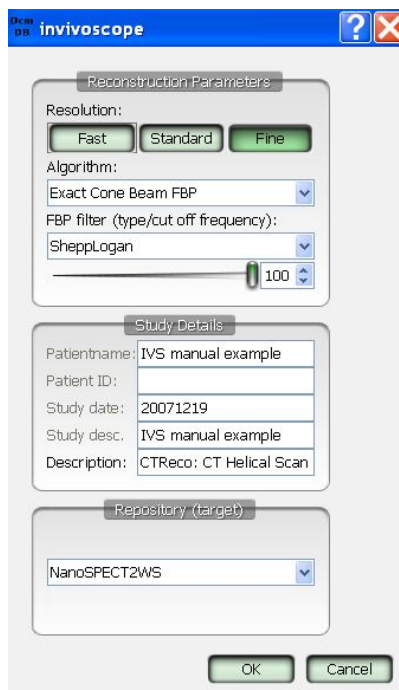 Dcm
DB invivoscope
Reconstruction Parameters
Resolution:
Fast Standard Fine
Algorithm:
Exact Cone Beam FBP
FBP filter (type/cut off frequency):
SheppLogan
100
Study Details
Patientname: IVS manual example
Patient ID:
Study date: 20071219
Study desc. IVS manual example
Description: CTReco: CT Helical Scan
Repository (target)
NanoSPECT2WS
OK Cancel